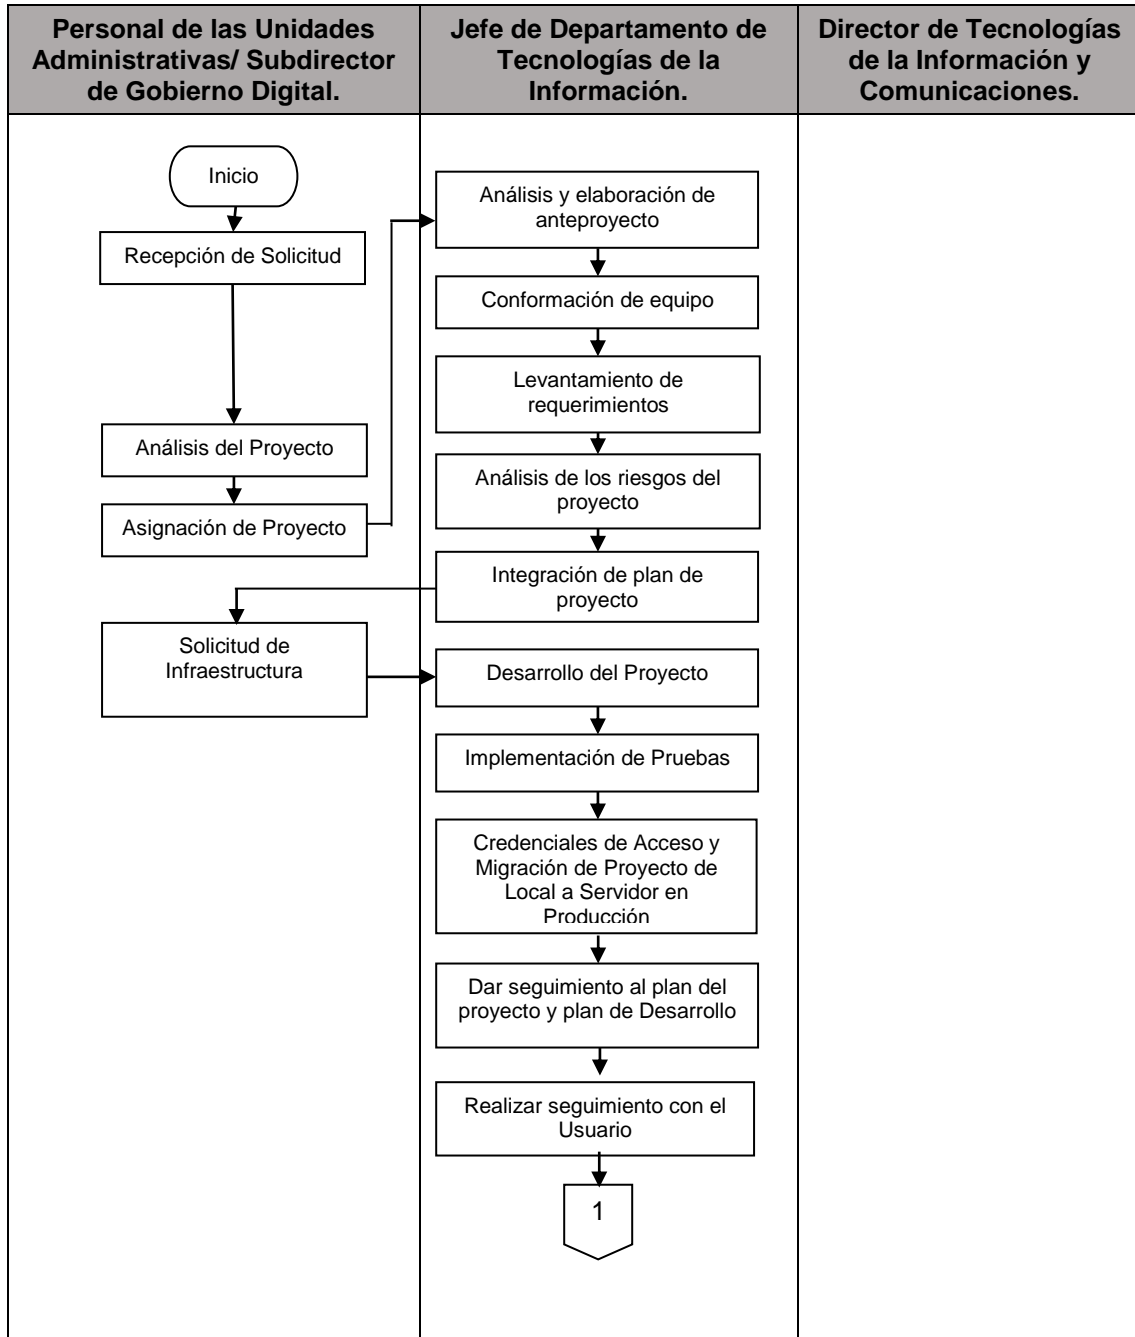 Personal de las Unidades
Administrativas/ Subdirector
de Gobierno Digital.
Jefe de Departamento de
Tecnologías de la
Información.
Director de Tecnologías
de la Información y
Comunicaciones.
Inicio
Recepción de Solicitud
Análisis del Proyecto
Asignación de Proyecto
Análisis y elaboración de
anteproyecto
Conformación de equipo
Levantamiento de
requerimientos
Análisis de los riesgos del
proyecto
Integración de plan de
proyecto
Solicitud de
Infraestructura
Desarrollo del Proyecto
Implementación de Pruebas
Credenciales de Acceso y
Migración de Proyecto de
Local a Servidor en
Producción
Dar seguimiento al plan del
proyecto y plan de Desarrollo
Realizar seguimiento con el
Usuario
1